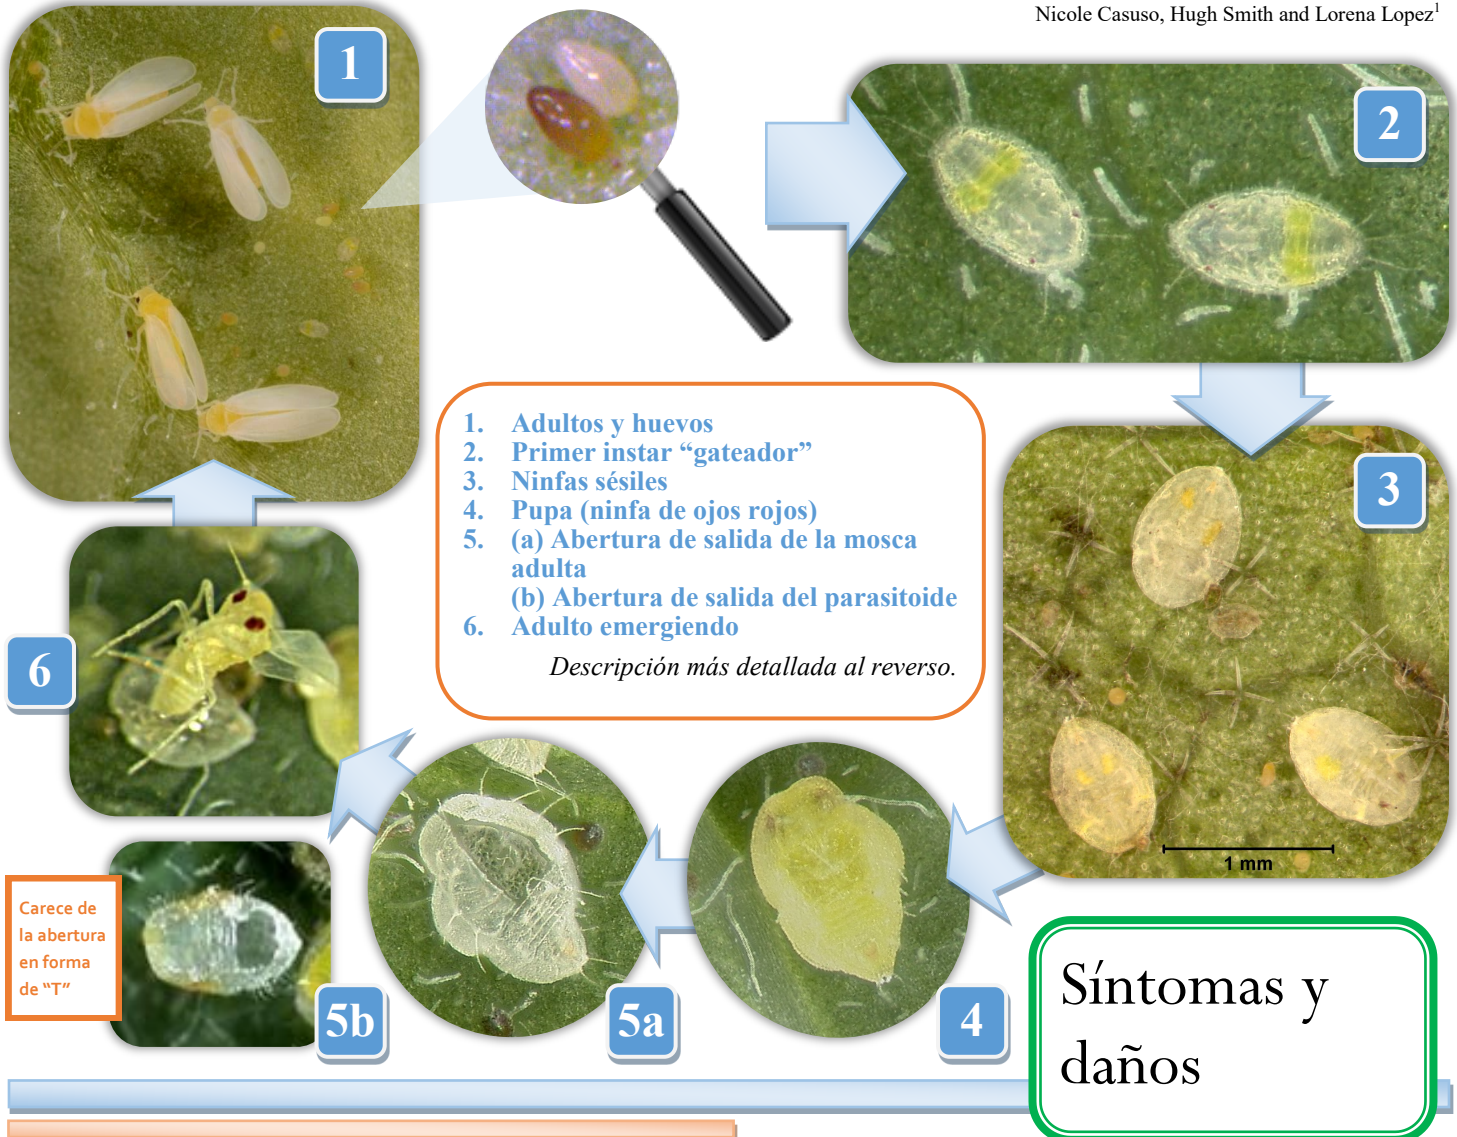 Nicole Casuso, Hugh Smith and Lorena Lopez1
1
2
1. Adultos y huevos
2. Primer instar “gateador”
3. Ninfas sésiles
4. Pupa (ninfa de ojos rojos)
5. (a) Abertura de salida de la mosca
adulta
(b) Abertura de salida del parasitoide
6. Adulto emergiendo
Descripción más detallada al reverso.
3
1 mm
6
Carece de
la abertura
en forma
de “T”
5b
5a
4
Síntomas y
daños